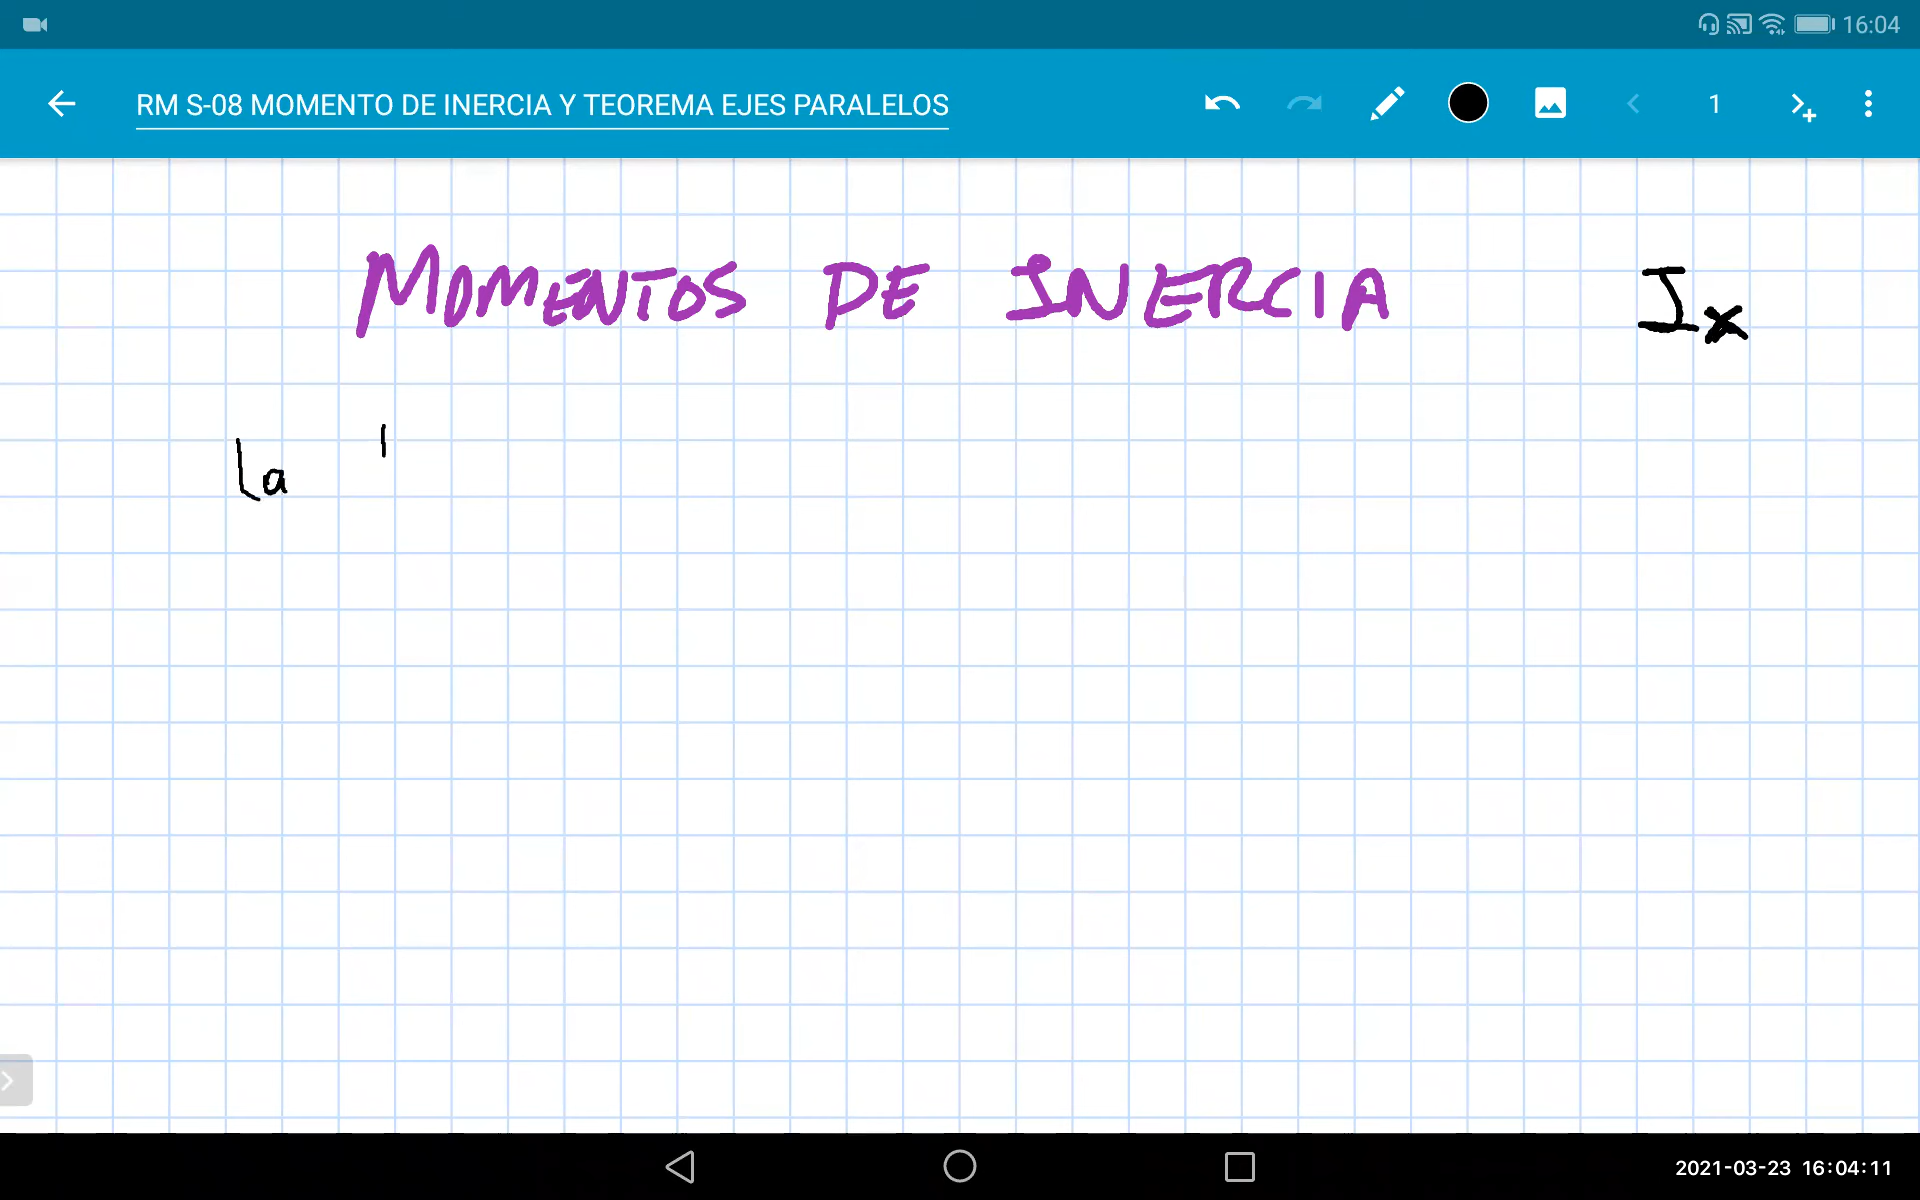 16:04
RM S-08 MOMENTO DE INERCIA Y TEOREMA EJES PARALELOS
1
MOMENTOS DE INERCIA Ix
La
2021-03-23 16:04:11